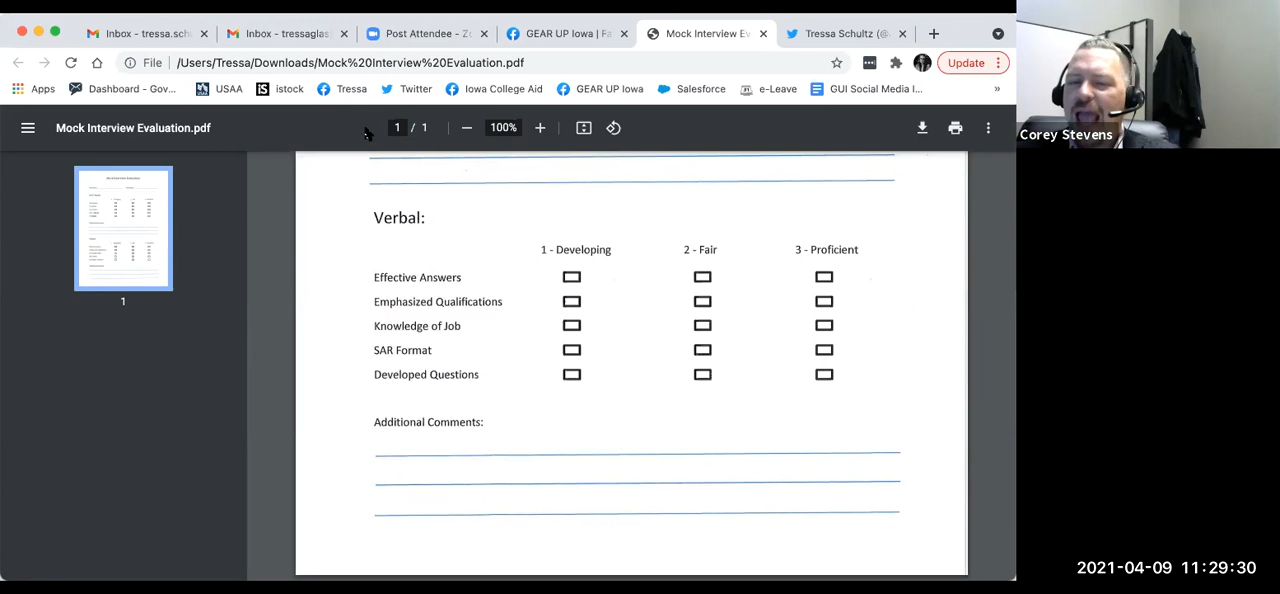 Inbox - tressa.sch
Inbox - tressaglas
Post Attendee - Zo
GEAR UP Iowa | Fa
Mock Interview Ev
Tressa Schultz (@
File /Users/Tressa/Downloads/Mock%20Interview%20Evaluation.pdf
Update
Apps Dashboard - Gov... USAA istock Tressa Twitter Iowa College Aid GEAR UP Iowa Salesforce e-Leave GUI Social Media I... »
Mock Interview Evaluation.pdf 1 / 1 100%
Corey Stevens
1
Verbal:
1 - Developing 2 - Fair 3 - Proficient
Effective Answers
Emphasized Qualifications
Knowledge of Job
SAR Format
Developed Questions
Additional Comments:
2021-04-09 11:29:30